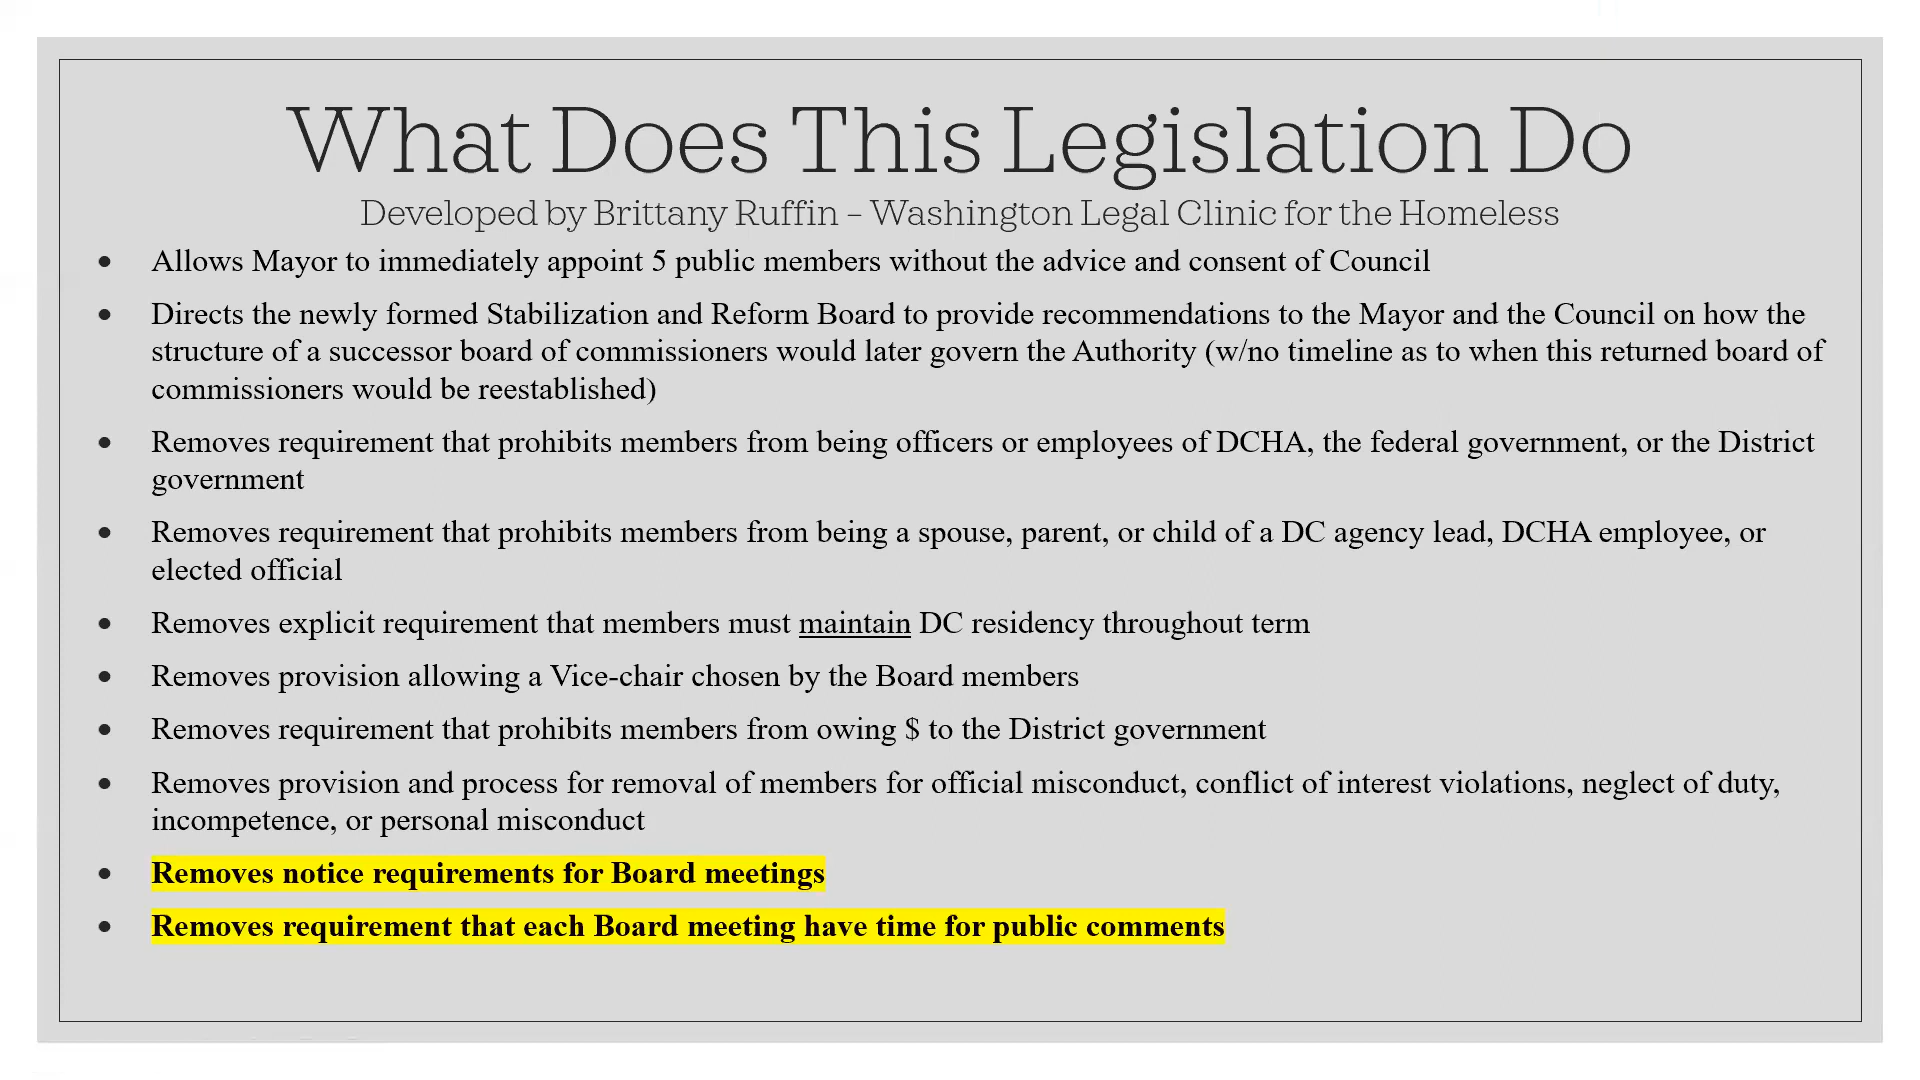 What Does This Legislation Do
Developed by Brittany Ruffin – Washington Legal Clinic for the Homeless
• Allows Mayor to immediately appoint 5 public members without the advice and consent of Council
• Directs the newly formed Stabilization and Reform Board to provide recommendations to the Mayor and the Council on how the
structure of a successor board of commissioners would later govern the Authority (w/no timeline as to when this returned board of
commissioners would be reestablished)
• Removes requirement that prohibits members from being officers or employees of DCHA, the federal government, or the District
government
• Removes requirement that prohibits members from being a spouse, parent, or child of a DC agency lead, DCHA employee, or
elected official
• Removes explicit requirement that members must maintain DC residency throughout term
• Removes provision allowing a Vice-chair chosen by the Board members
• Removes requirement that prohibits members from owing $ to the District government
• Removes provision and process for removal of members for official misconduct, conflict of interest violations, neglect of duty,
incompetence, or personal misconduct
• Removes notice requirements for Board meetings
• Removes requirement that each Board meeting have time for public comments